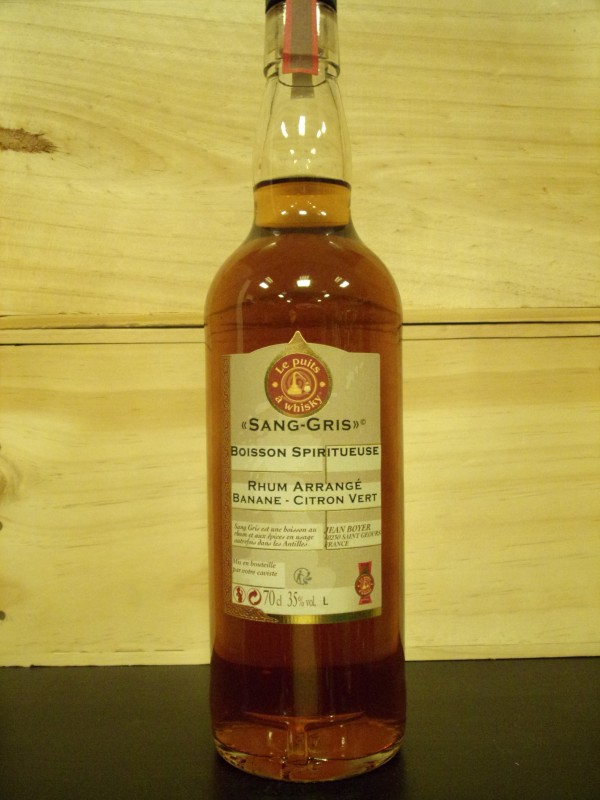 Le puits
à whisky
«SANG-GRIS»©
BOISSON SPIRITUEUSE
RHUM ARRANGÉ
BANANE - CITRON VERT
Sang Gris est une boisson au
rhum et aux épices en usage
autrefois dans les Antilles
JEAN BOYER
FRANCE
Mis en bouteille
par votre caviste
70cl 35% vol. L